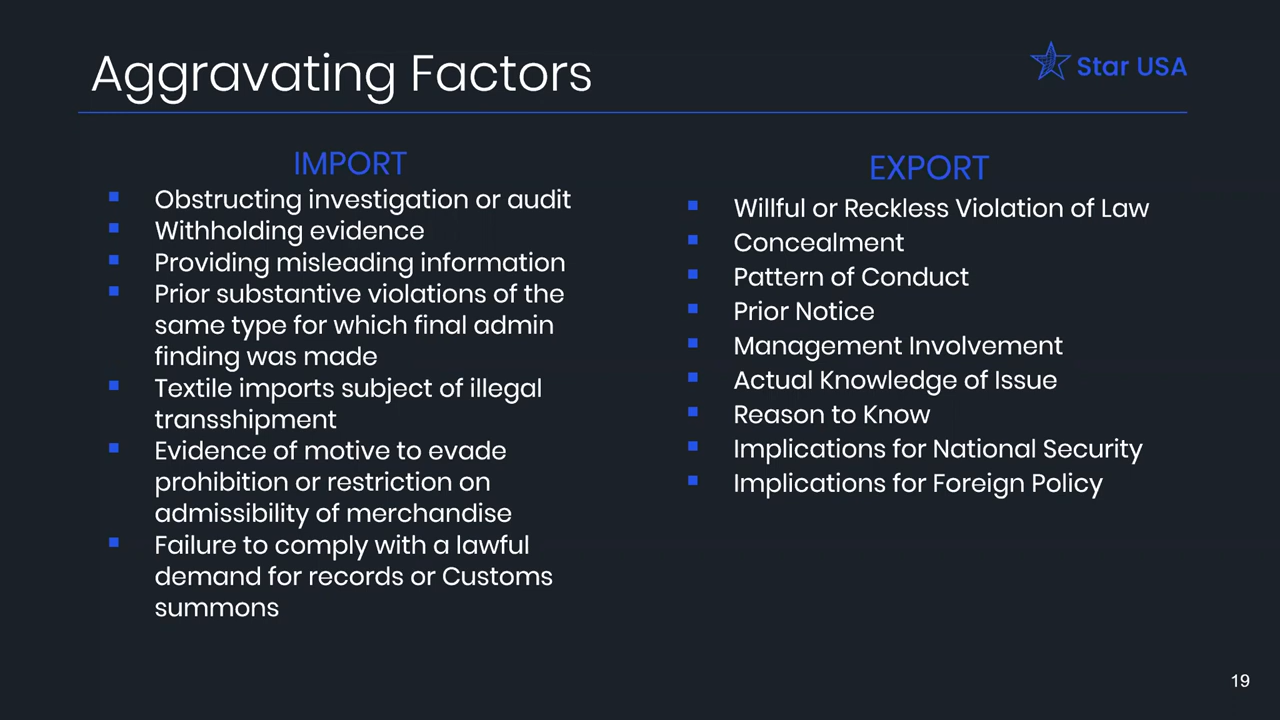 Aggravating Factors
Star USA
IMPORT
Obstructing investigation or audit
Withholding evidence
Providing misleading information
Prior substantive violations of the
same type for which final admin
finding was made
Textile imports subject of illegal
transshipment
Evidence of motive to evade
prohibition or restriction on
admissibility of merchandise
Failure to comply with a lawful
demand for records or Customs
summons
EXPORT
Willful or Reckless Violation of Law
Concealment
Pattern of Conduct
Prior Notice
Management Involvement
Actual Knowledge of Issue
Reason to Know
Implications for National Security
Implications for Foreign Policy
19